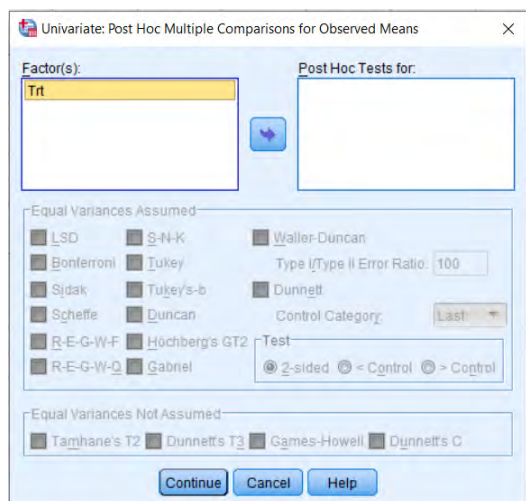 Univariate: Post Hoc Multiple Comparisons for Observed Means
Factor(s): Post Hoc Tests for:
Trt
Equal Variances Assumed
LSD S-N-K Waller-Duncan
Bonferroni Tukey Type I/Type II Error Ratio: 100
Sidak Tukey's-b Dunnett
Scheffe Duncan Control Category: Last
R-E-G-W-F Hochberg's GT2 Test
R-E-G-W-Q Gabriel 2-sided < Control > Control
Equal Variances Not Assumed
Tamhane's T2 Dunnett's T3 Games-Howell Dunnett's C
Continue Cancel Help